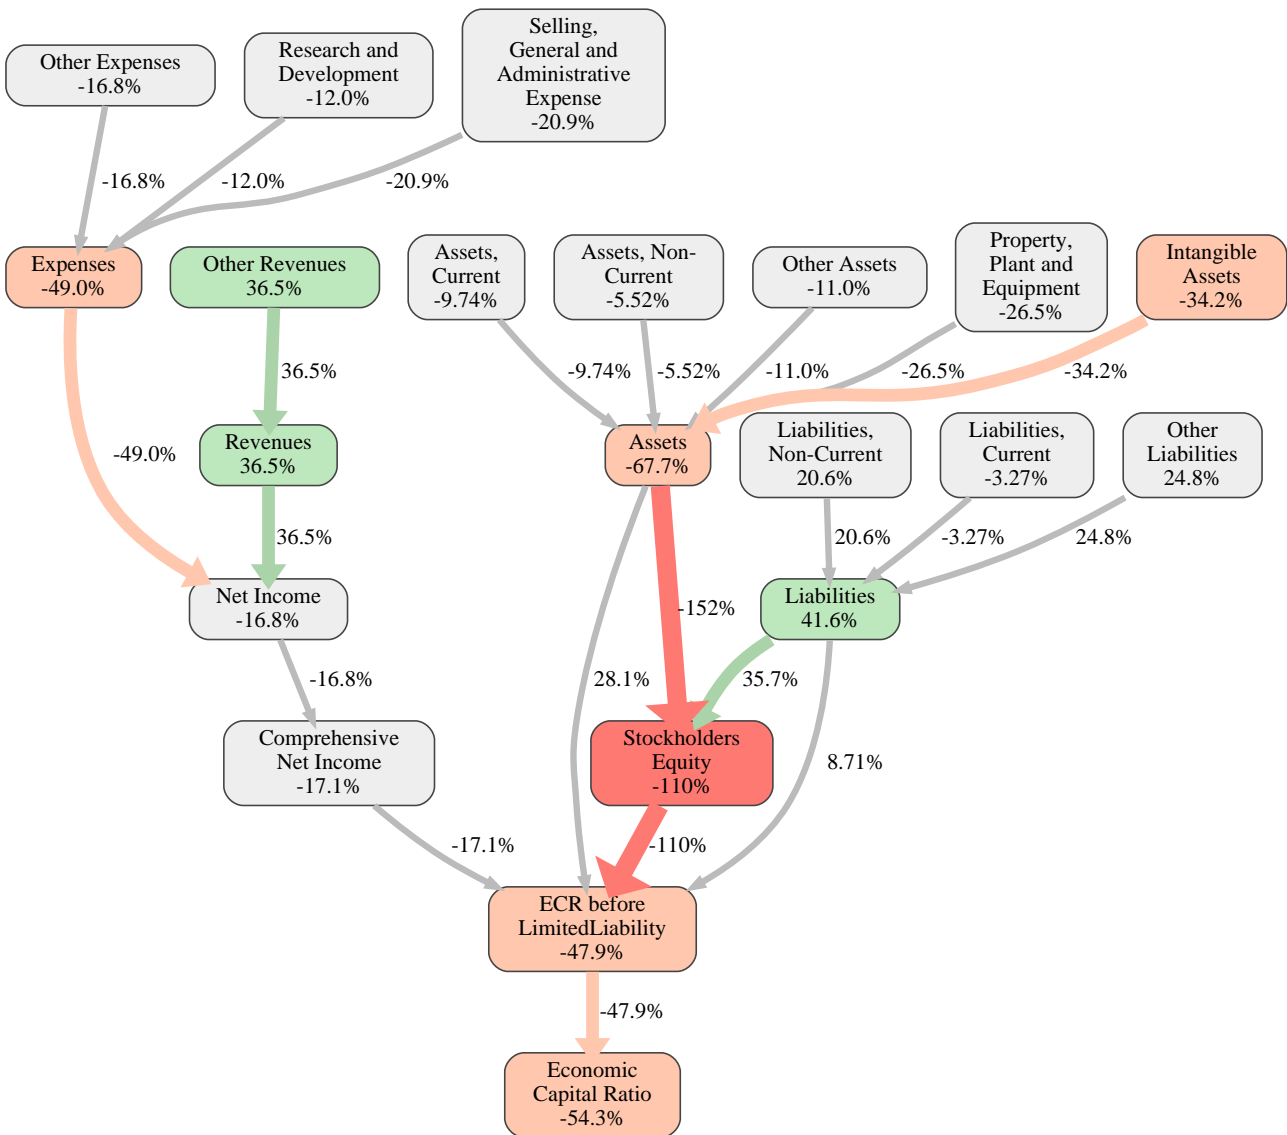 Other Expenses
-16.8%
Research and
Development
-12.0%
Selling,
General and
Administrative
Expense
-20.9%
-16.8%
-12.0%
-20.9%
Expenses
-49.0%
Other Revenues
36.5%
Assets,
Current
-9.74%
Assets, Non-
Current
-5.52%
Other Assets
-11.0%
Property,
Plant and
Equipment
-26.5%
Intangible
Assets
-34.2%
36.5%
-9.74%
-5.52%
-11.0%
-26.5%
-34.2%
-49.0%
Revenues
36.5%
Assets
-67.7%
Liabilities,
Non-Current
20.6%
Liabilities,
Current
-3.27%
Other
Liabilities
24.8%
36.5%
20.6%
-3.27%
24.8%
Net Income
-16.8%
-152%
Liabilities
41.6%
-16.8%
28.1%
35.7%
Comprehensive
Net Income
-17.1%
Stockholders
Equity
-110%
8.71%
-17.1%
-110%
ECR before
LimitedLiability
-47.9%
-47.9%
Economic
Capital Ratio
-54.3%